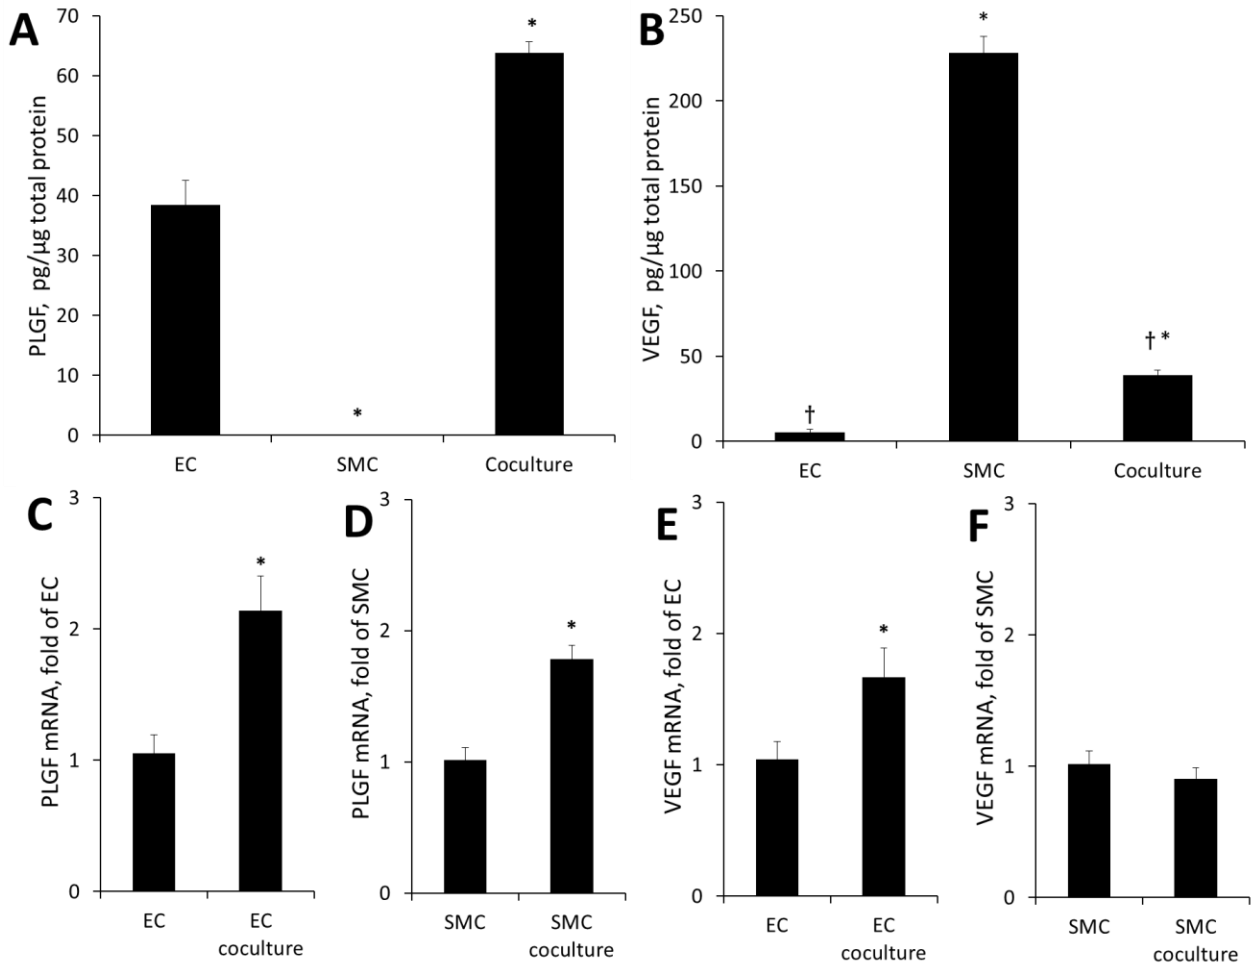 A
PLGF, pg/µg total protein
70
60
50
40
30
20
10
0
*
*
EC
SMC
Coculture
B
VEGF, pg/µg total protein
250
200
150
100
50
0
†
*
† *
EC
SMC
Coculture
C
PLGF mRNA, fold of EC
3
2
1
0
*
EC
EC
coculture
D
PLGF mRNA, fold of SMC
3
2
1
0
*
SMC
SMC
coculture
E
VEGF mRNA, fold of EC
3
2
1
0
*
EC
EC
coculture
F
VEGF mRNA, fold of SMC
3
2
1
0
SMC
SMC
coculture